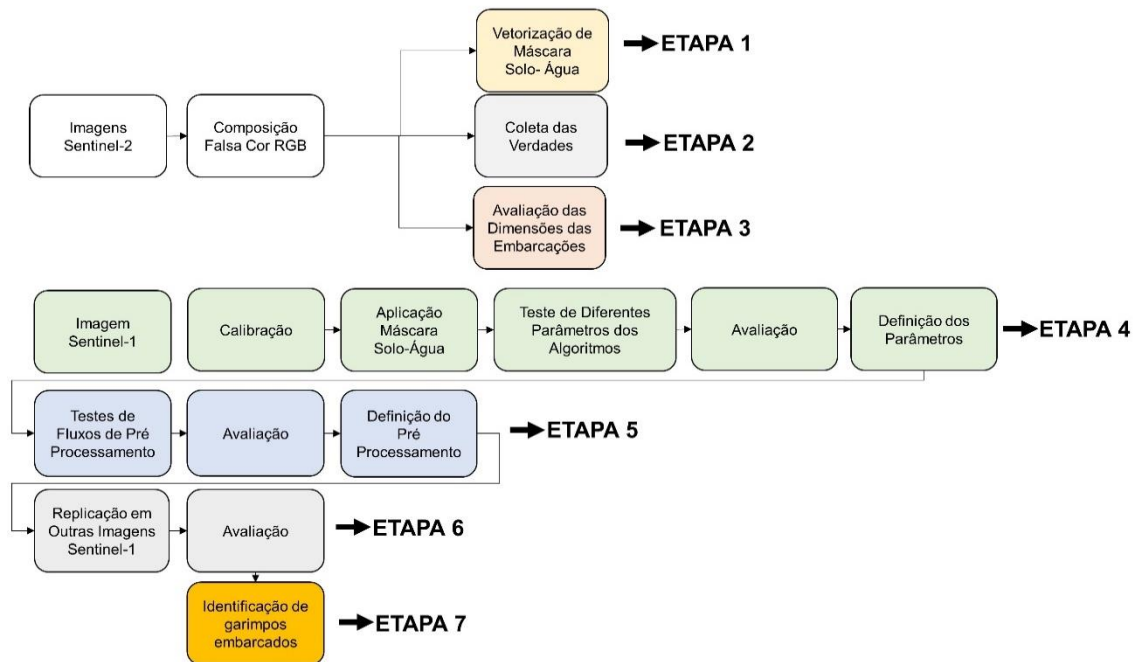 Vetorização de
Máscara
Solo- Água
ETAPA 1
Imagens
Sentinel-2
Composição
Falsa Cor RGB
Coleta das
Verdades
ETAPA 2
Avaliação das
Dimensões das
Embarcações
ETAPA 3
Imagem
Sentinel-1
Calibração
Aplicação
Máscara
Solo-Água
Teste de Diferentes
Parâmetros dos
Algoritmos
Avaliação
Definição dos
Parâmetros
ETAPA 4
Testes de
Fluxos de Pré
Processamento
Avaliação
Definição do
Pré
Processamento
ETAPA 5
Replicação em
Outras Imagens
Sentinel-1
Avaliação
ETAPA 6
Identificação de
garimpos
embarcados
ETAPA 7